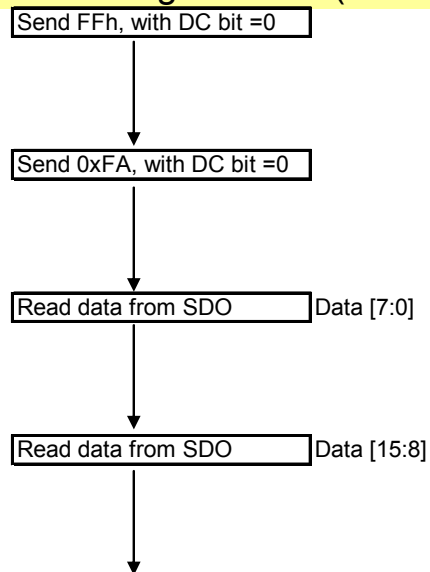 Send FFh, with DC bit =0
Send 0xFA, with DC bit =0
Read data from SDO Data [7:0]
Read data from SDO Data [15:8]